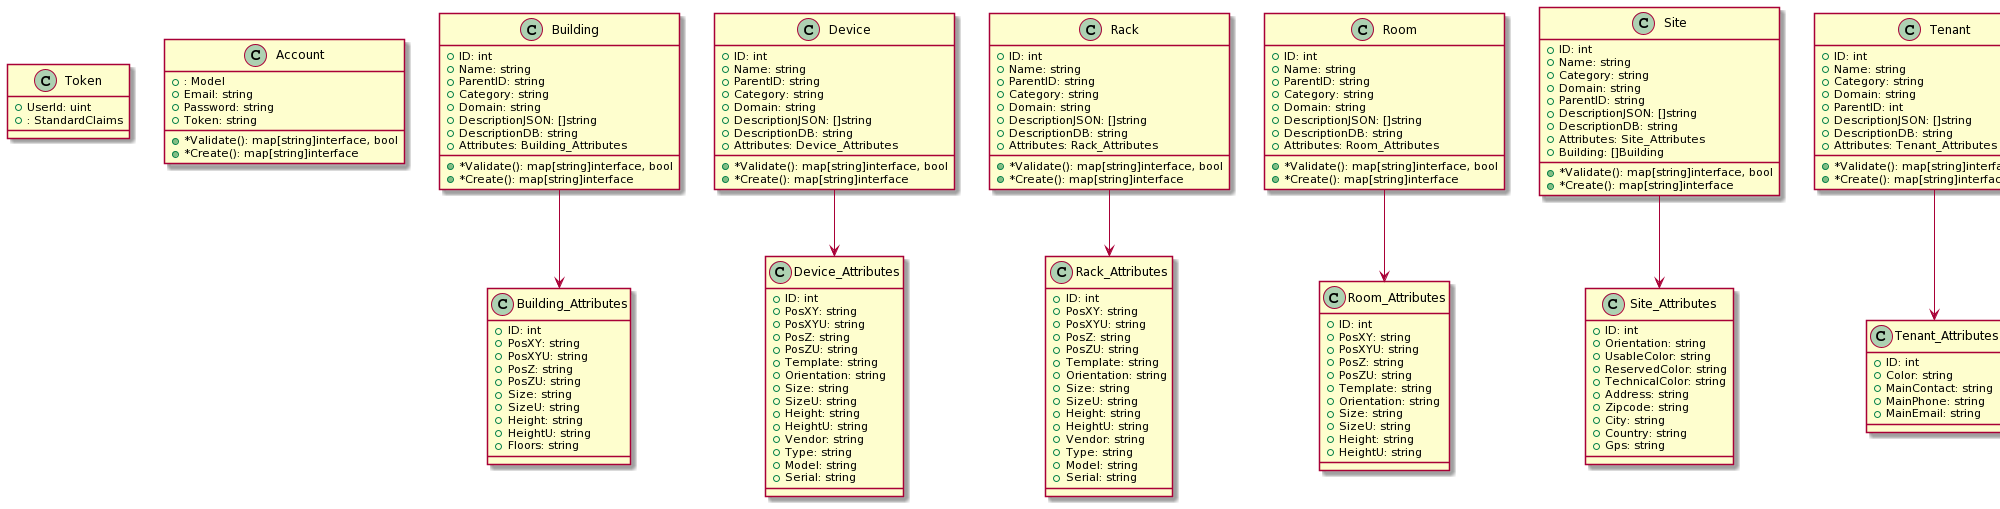 C Token
UserId: uint
: StandardClaims
C Account
: Model
Email: string
Password: string
Token: string
*Validate(): map[string]interface, bool
*Create(): map[string]interface
C Building
ID: int
Name: string
ParentID: string
Category: string
Domain: string
DescriptionJSON: []string
DescriptionDB: string
Attributes: Building_Attributes
*Validate(): map[string]interface, bool
*Create(): map[string]interface
C Device
ID: int
Name: string
ParentID: string
Category: string
Domain: string
DescriptionJSON: []string
DescriptionDB: string
Attributes: Device_Attributes
*Validate(): map[string]interface, bool
*Create(): map[string]interface
C Rack
ID: int
Name: string
ParentID: string
Category: string
Domain: string
DescriptionJSON: []string
DescriptionDB: string
Attributes: Rack_Attributes
*Validate(): map[string]interface, bool
*Create(): map[string]interface
C Room
ID: int
Name: string
ParentID: string
Category: string
Domain: string
DescriptionJSON: []string
DescriptionDB: string
Attributes: Room_Attributes
*Validate(): map[string]interface, bool
*Create(): map[string]interface
C Site
ID: int
Name: string
Category: string
Domain: string
ParentID: string
DescriptionJSON: []string
DescriptionDB: string
Attributes: Site_Attributes
Building: []Building
*Validate(): map[string]interface, bool
*Create(): map[string]interface
C Tenant
ID: int
Name: string
Category: string
Domain: string
ParentID: int
DescriptionJSON: []string
DescriptionDB: string
Attributes: Tenant_Attributes
*Validate(): map[string]interfa
*Create(): map[string]interfac
C Building_Attributes
ID: int
PosXY: string
PosXYU: string
PosZ: string
PosZU: string
Size: string
SizeU: string
Height: string
HeightU: string
Floors: string
C Device_Attributes
ID: int
PosXY: string
PosXYU: string
PosZ: string
PosZU: string
Template: string
Orientation: string
Size: string
SizeU: string
Height: string
HeightU: string
Vendor: string
Type: string
Model: string
Serial: string
C Rack_Attributes
ID: int
PosXY: string
PosXYU: string
PosZ: string
PosZU: string
Template: string
Orientation: string
Size: string
SizeU: string
Height: string
HeightU: string
Vendor: string
Type: string
Model: string
Serial: string
C Room_Attributes
ID: int
PosXY: string
PosXYU: string
PosZ: string
PosZU: string
Template: string
Orientation: string
Size: string
SizeU: string
Height: string
HeightU: string
C Site_Attributes
ID: int
Orientation: string
UsableColor: string
ReservedColor: string
TechnicalColor: string
Address: string
Zipcode: string
City: string
Country: string
Gps: string
C Tenant_Attributes
ID: int
Color: string
MainContact: string
MainPhone: string
MainEmail: string